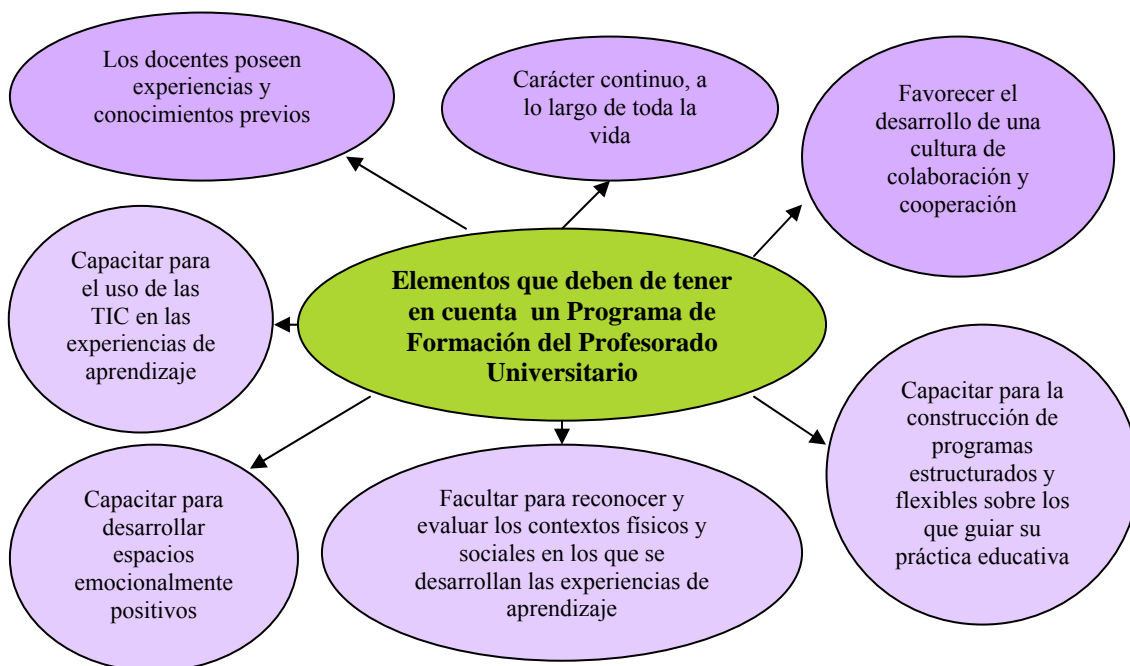 Los docentes poseen
experiencias y
conocimientos previos
Carácter continuo, a
lo largo de toda la
vida
Favorecer el
desarrollo de una
cultura de
colaboración y
cooperación
Elementos que deben de tener
en cuenta un Programa de
Formación del Profesorado
Universitario
Capacitar para
el uso de las
TIC en las
experiencias de
aprendizaje
Capacitar para la
construcción de
programas
estructurados y
flexibles sobre los
que guiar su
práctica educativa
Capacitar para
desarrollar
espacios
emocionalmente
positivos
Facultar para reconocer y
evaluar los contextos físicos y
sociales en los que se
desarrollan las experiencias de
aprendizaje